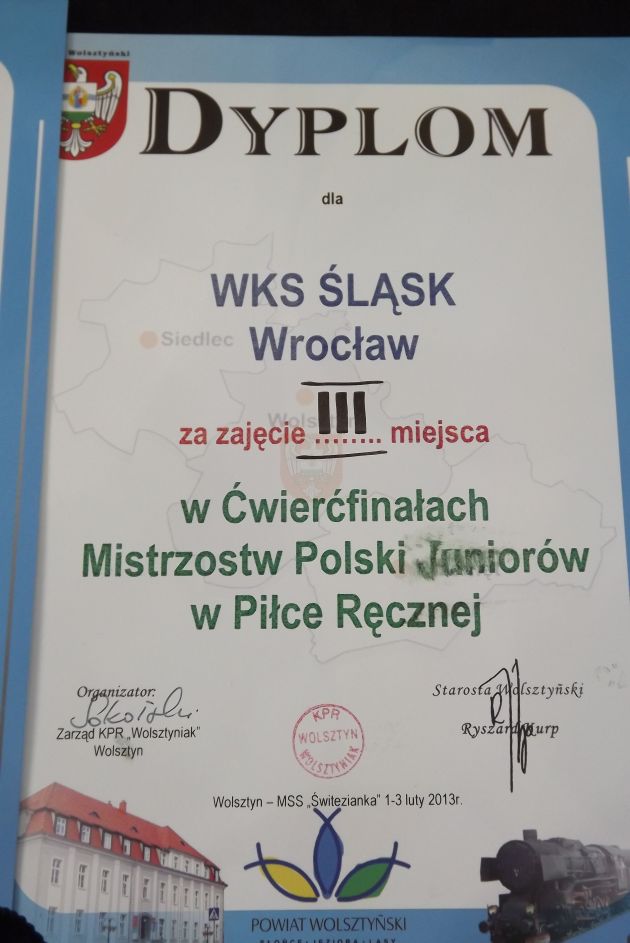 Wolsztyński
DYPLOM
dla
WKS ŚLĄSK
Wrocław
Siedlec
Wolsztyn
za zajęcie ........ miejsca
III
w Ćwierćfinałach
Mistrzostw Polski Juniorów
w Piłce Ręcznej
Organizator:
Zarząd KPR „Wolsztyniak"
Wolsztyn
KPR
WOLSZTYN
WOLSZTYNIAK
Starosta Wolsztyński
Ryszard Kurp
Wolsztyn – MSS „Świtezianka" 1-3 luty 2013r.
POWIAT WOLSZTYŃSKI